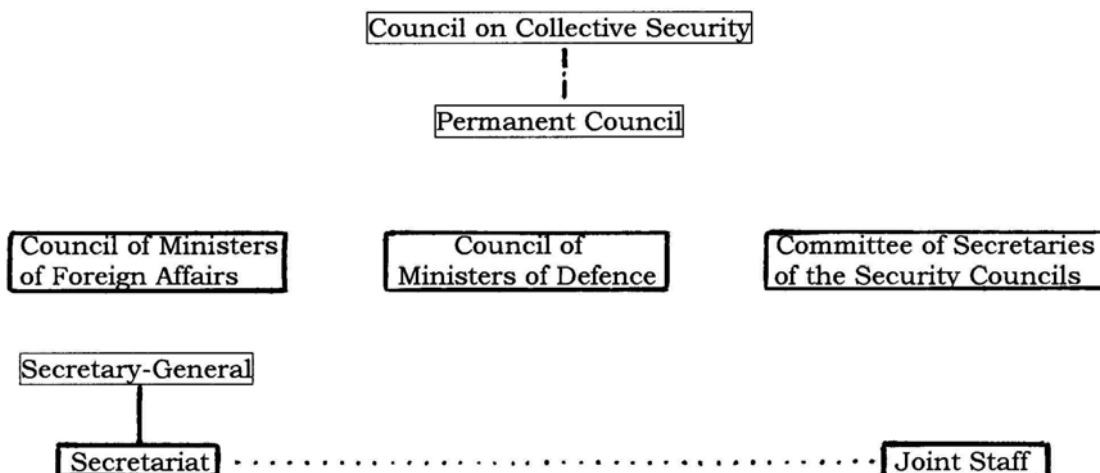 Council on Collective Security
Permanent Council
Council of Ministers
of Foreign Affairs
Council of
Ministers of Defence
Committee of Secretaries
of the Security Councils
Secretary-General
Secretariat
Joint Staff